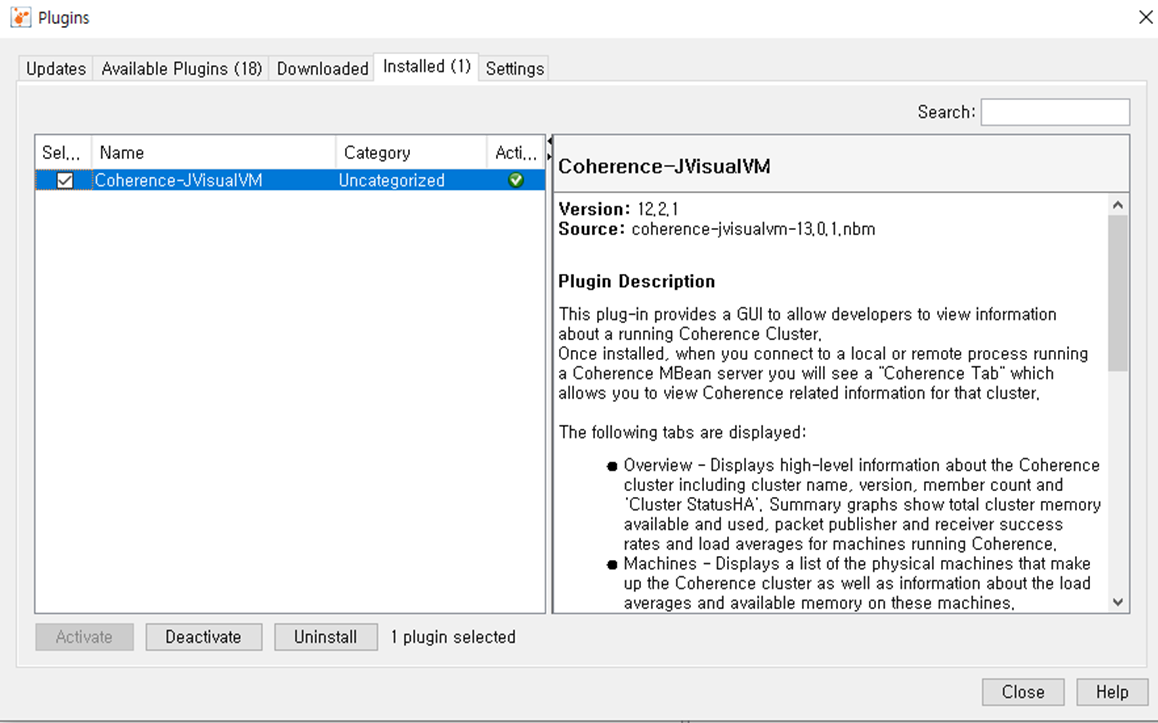 Plugins
Updates Available Plugins (18) Downloaded Installed (1) Settings
Search:
Sel... Name Category Acti...
Coherence-JVisualVM Uncategorized
Coherence-JVisualVM
Version: 12.2.1
Source: coherence-jvisualvm-13.0.1.nbm
Plugin Description
This plug-in provides a GUI to allow developers to view information
about a running Coherence Cluster.
Once installed, when you connect to a local or remote process running
a Coherence MBean server you will see a "Coherence Tab" which
allows you to view Coherence related information for that cluster.
The following tabs are displayed:
● Overview - Displays high-level information about the Coherence
cluster including cluster name, version, member count and
'Cluster StatusHA'. Summary graphs show total cluster memory
available and used, packet publisher and receiver success
rates and load averages for machines running Coherence.
● Machines - Displays a list of the physical machines that make
up the Coherence cluster as well as information about the load
averages and available memory on these machines.
Activate Deactivate Uninstall 1 plugin selected
Close Help